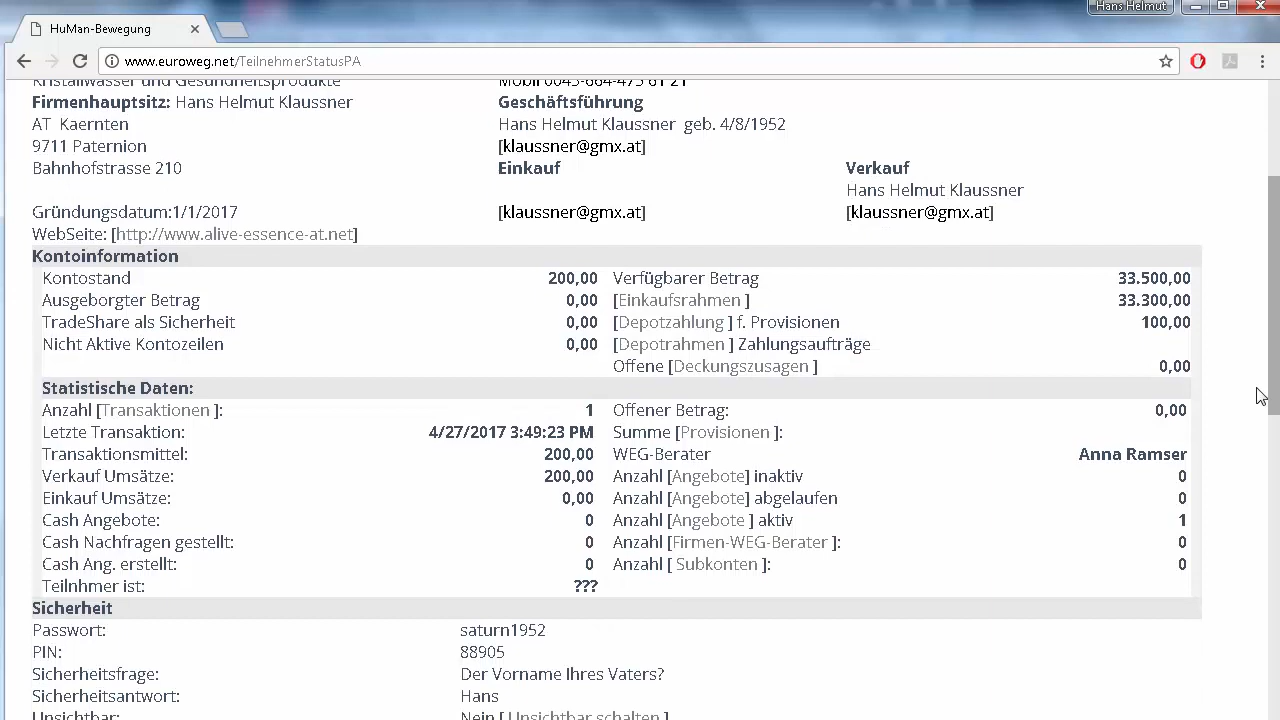 Hans Helmut
HuMan-Bewegung
www.euroweg.net/TeilnehmerStatusPA
Kristallwasser und Gesundheitsprodukte
Firmenhauptsitz: Hans Helmut Klaussner Geschäftsführung
AT Kaernten Hans Helmut Klaussner geb. 4/8/1952
9711 Paternion [klaussner@gmx.at]
Bahnhofstrasse 210 Einkauf Verkauf
Hans Helmut Klaussner
Gründungsdatum:1/1/2017 [klaussner@gmx.at] [klaussner@gmx.at]
WebSeite: [http://www.alive-essence-at.net]
Kontoinformation
Kontostand 200,00 Verfügbarer Betrag 33.500,00
Ausgeborgter Betrag 0,00 [Einkaufsrahmen ] 33.300,00
TradeShare als Sicherheit 0,00 [Depotzahlung ] f. Provisionen 100,00
Nicht Aktive Kontozeilen 0,00 [Depotrahmen ] Zahlungsaufträge
Offene [Deckungszusagen ] 0,00
Statistische Daten:
Anzahl [Transaktionen ]: 1 Offener Betrag: 0,00
Letzte Transaktion: 4/27/2017 3:49:23 PM Summe [Provisionen ]:
Transaktionsmittel: 200,00 WEG-Berater Anna Ramser
Verkauf Umsätze: 200,00 Anzahl [Angebote] inaktiv 0
Einkauf Umsätze: 0,00 Anzahl [Angebote] abgelaufen 0
Cash Angebote: 0 Anzahl [Angebote ] aktiv 1
Cash Nachfragen gestellt: 0 Anzahl [Firmen-WEG-Berater ]: 0
Cash Ang. erstellt: 0 Anzahl [ Subkonten ]: 0
Teilnhmer ist: ???
Sicherheit
Passwort: saturn1952
PIN: 88905
Sicherheitsfrage: Der Vorname Ihres Vaters?
Sicherheitsantwort: Hans
Unsichtbar: Nein [ Unsichtbar schalten ]